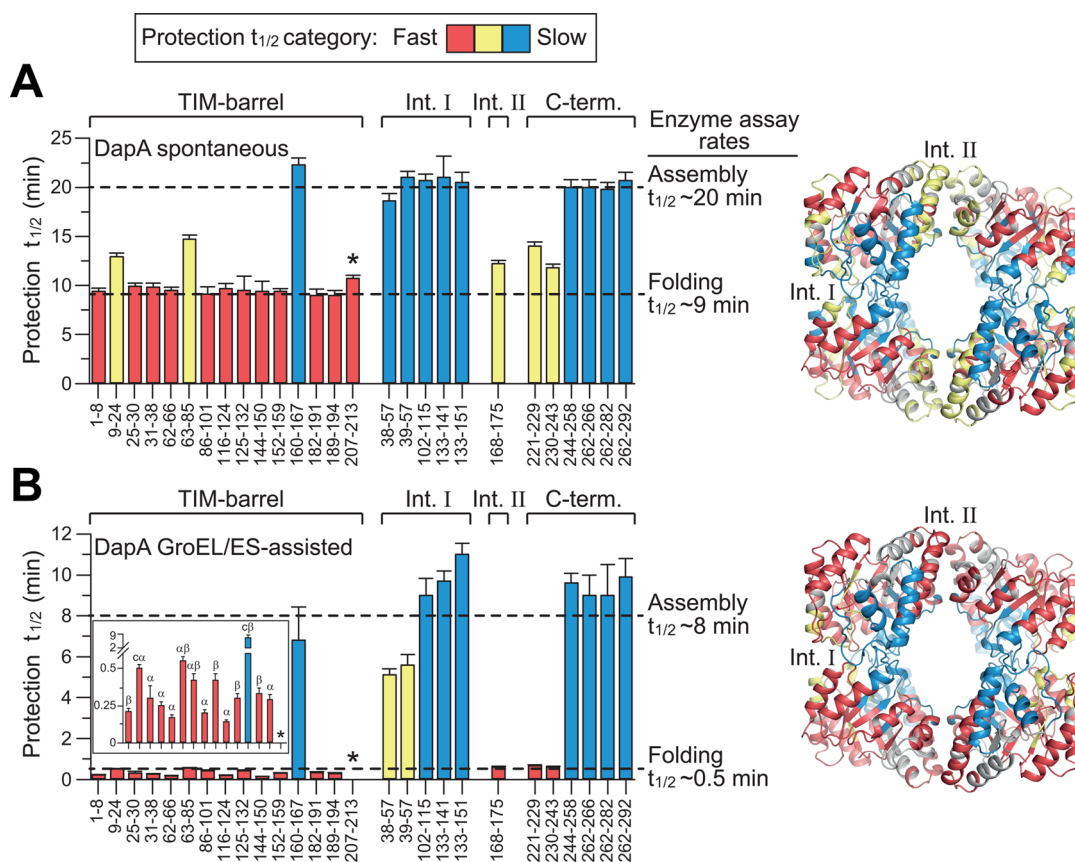 Protection t1/2 category: Fast Slow
A
TIM-barrel Int. I Int. II C-term.
DapA spontaneous
Protection t1/2 (min)
25
20
15
10
5
0
Enzyme assay
rates
Assembly
t1/2 ~20 min
Folding
t1/2 ~9 min
*
1-8
9-24
25-30
31-38
62-66
63-85
86-101
116-124
125-132
144-150
152-159
160-167
182-191
189-194
207-213
38-57
39-57
102-115
133-141
133-151
168-175
221-229
230-243
244-258
262-266
262-282
262-292
Int. II
Int. I
B
TIM-barrel Int. I Int. II C-term.
DapA GroEL/ES-assisted
Protection t1/2 (min)
12
10
8
6
4
2
0
9
2
0.5
0.25
0
β
cα
α
α
α
αβ
αβ
α
β
α
β
cβ
β
α
*
*
Assembly
t1/2 ~8 min
Folding
t1/2 ~0.5 min
1-8
9-24
25-30
31-38
62-66
63-85
86-101
116-124
125-132
144-150
152-159
160-167
182-191
189-194
207-213
38-57
39-57
102-115
133-141
133-151
168-175
221-229
230-243
244-258
262-266
262-282
262-292
Int. II
Int. I